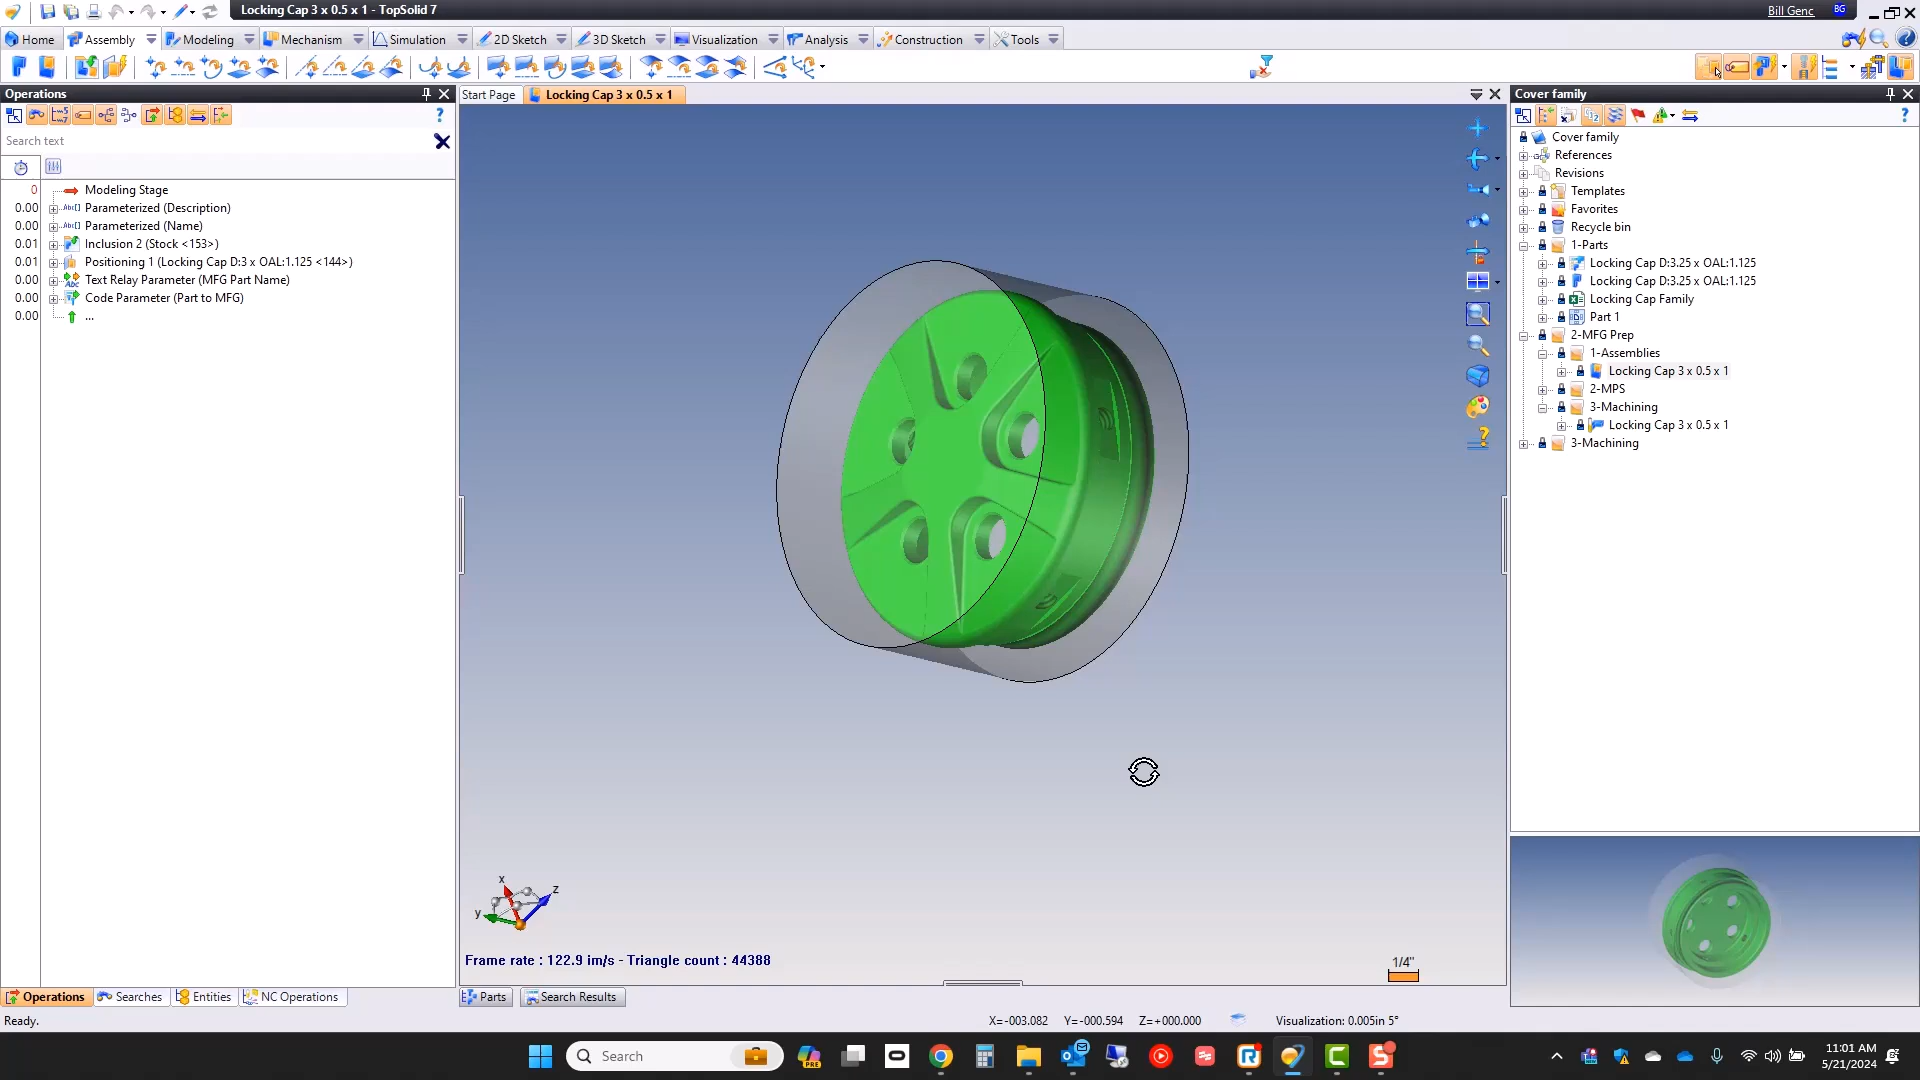 Locking Cap 3 x 0.5 x 1 - TopSolid 7
Bill Genc
BG
Home
Assembly
Modeling
Mechanism
Simulation
2D Sketch
3D Sketch
Visualization
Analysis
Construction
Tools
Operations
Start Page
Locking Cap 3 x 0.5 x 1
Cover family
Search text
0 Modeling Stage
0.00 Parameterized (Description)
0.00 Parameterized (Name)
0.01 Inclusion 2 (Stock <153>)
0.01 Positioning 1 (Locking Cap D:3 x OAL:1.125 <144>)
0.00 Text Relay Parameter (MFG Part Name)
0.00 Code Parameter (Part to MFG)
0.00 ...
Cover family
References
Revisions
Templates
Favorites
Recycle bin
1-Parts
Locking Cap D:3.25 x OAL:1.125
Locking Cap D:3.25 x OAL:1.125
Locking Cap Family
Part 1
2-MFG Prep
1-Assemblies
Locking Cap 3 x 0.5 x 1
2-MPS
3-Machining
Locking Cap 3 x 0.5 x 1
3-Machining
x
z
y
Frame rate : 122.9 im/s - Triangle count : 44388
1/4"
Operations
Searches
Entities
NC Operations
Parts
Search Results
Ready.
X=-003.082
Y=-000.594
Z=+000.000
Visualization: 0.005in 5°
Search
11:01 AM
5/21/2024